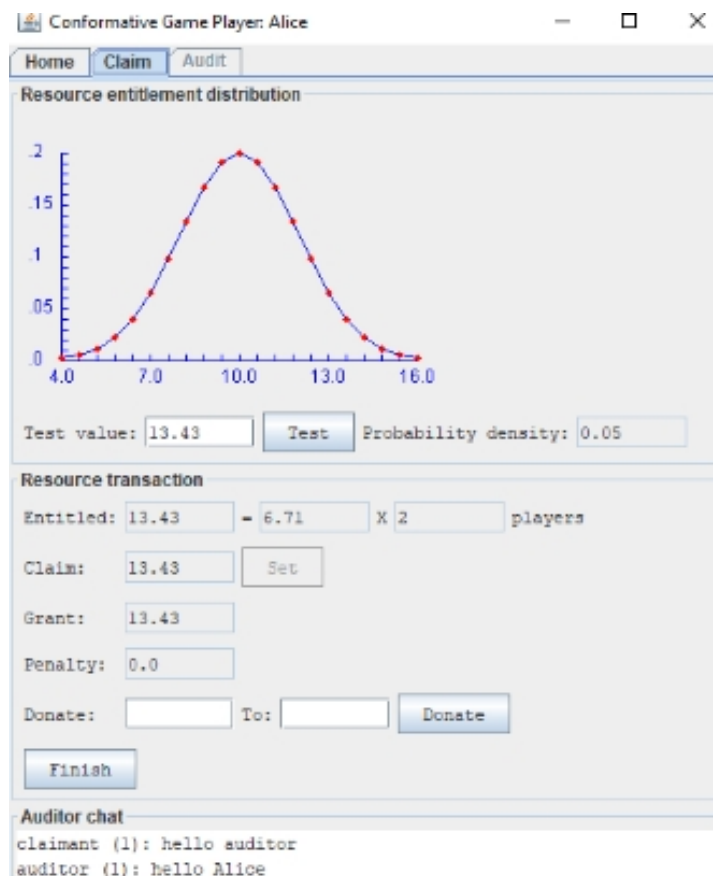 Conformative Game Player: Alice
Home Claim Audit
Resource entitlement distribution
.2
.15
.1
.05
.0
4.0 7.0 10.0 13.0 16.0
Test value: 13.43 Test Probability density: 0.05
Resource transaction
Entitled: 13.43 = 6.71 X 2 players
Claim: 13.43 Set
Grant: 13.43
Penalty: 0.0
Donate: To: Donate
Finish
Auditor chat
claimant (1): hello auditor
auditor (1): hello Alice